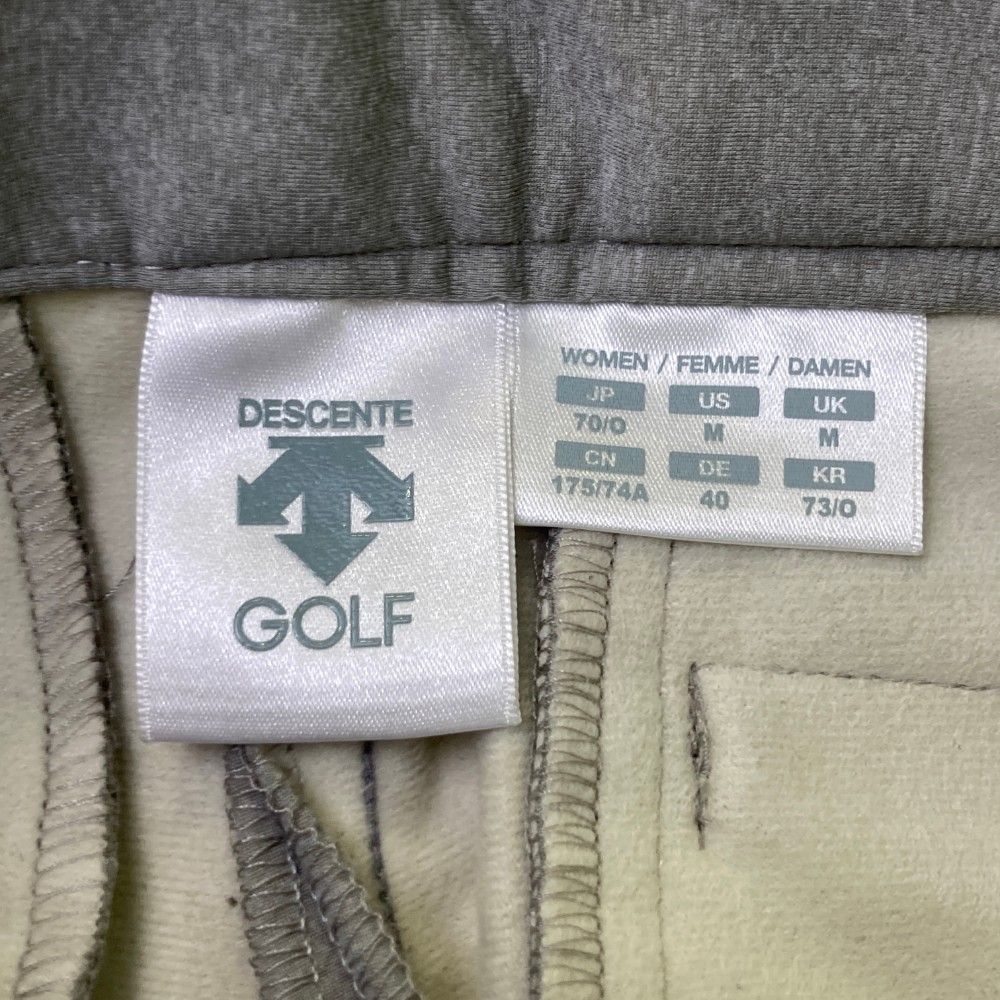 DESCENTE
GOLF
WOMEN / FEMME / DAMEN
JP US UK
70/O M M
CN DE KR
175/74A 40 73/O